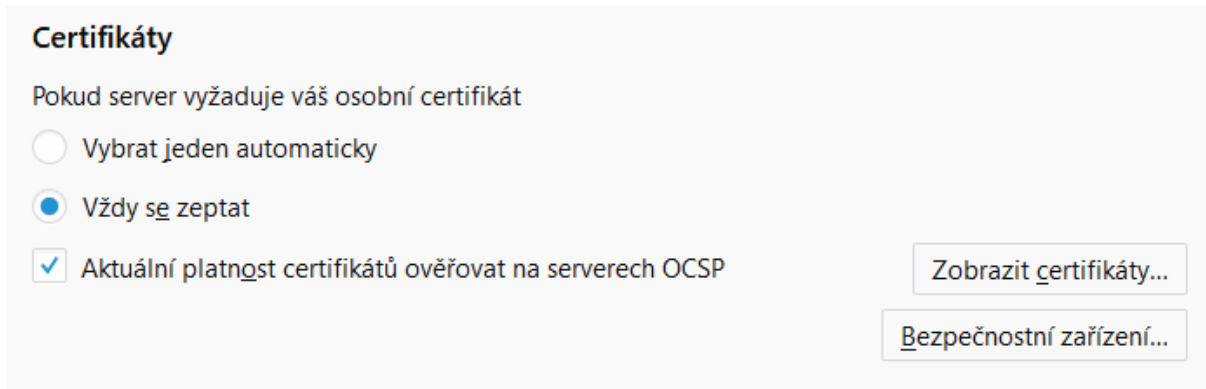 Certifikáty
Pokud server vyžaduje váš osobní certifikát
Vybrat jeden automaticky
Vždy se zeptat
Aktuální platnost certifikátů ověřovat na serverech OCSP
Zobrazit certifikáty...
Bezpečnostní zařízení...